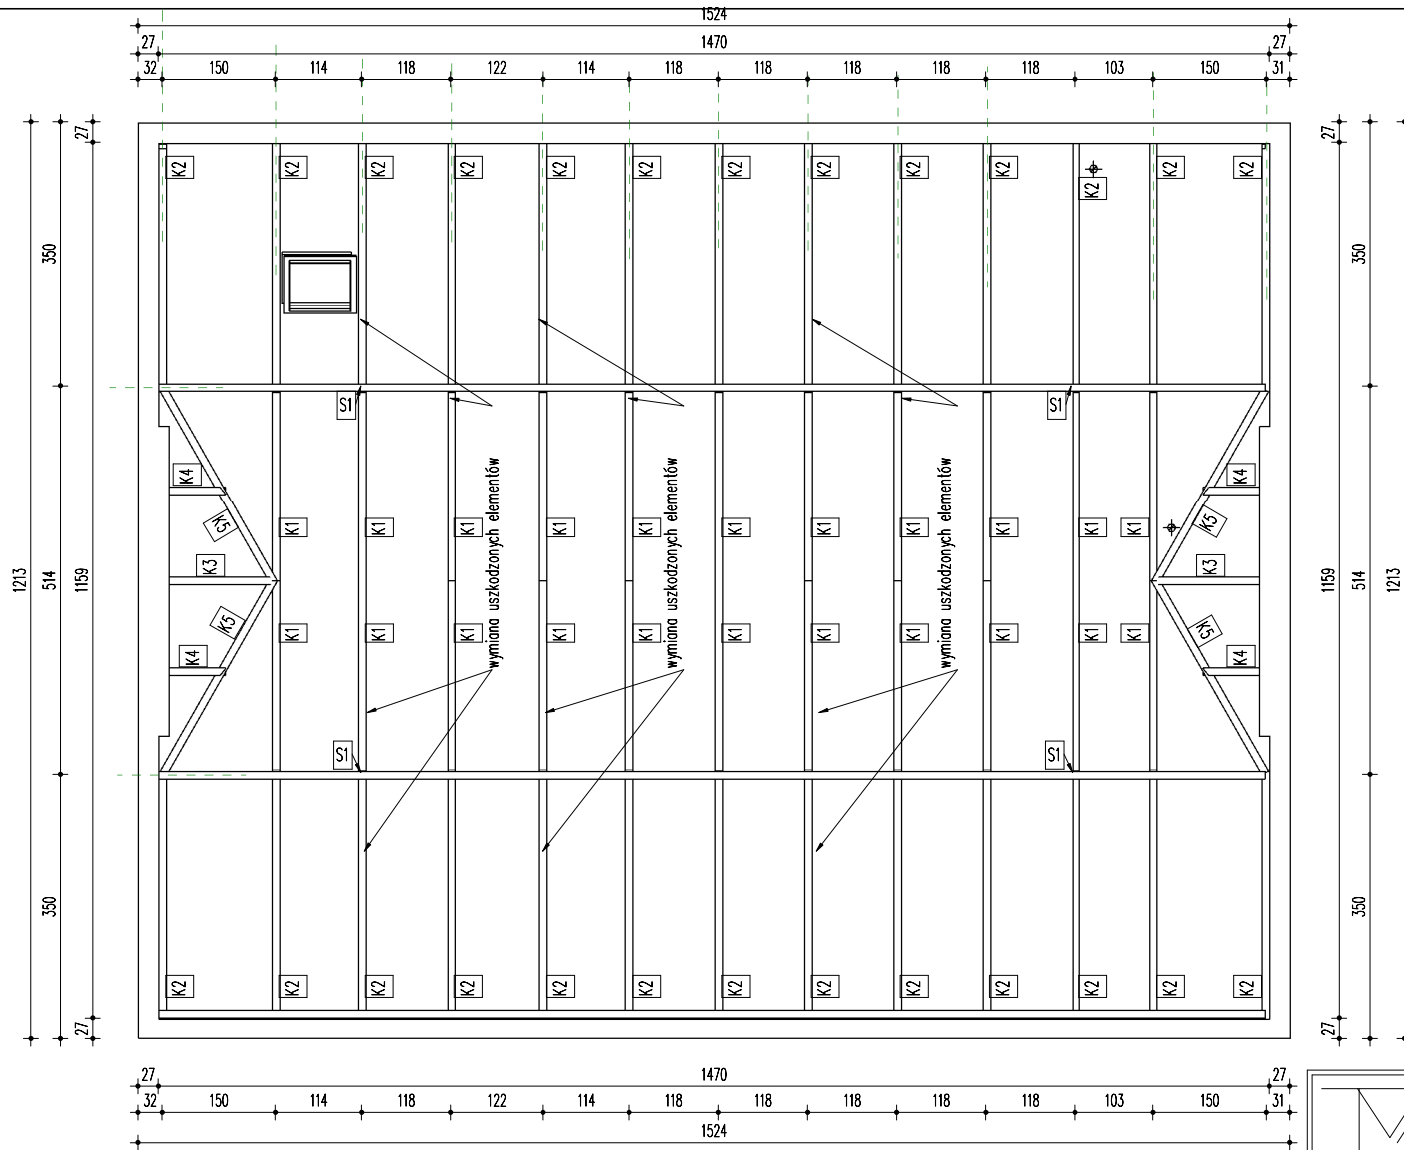 1524
27 1470 27
32 150 114 118 122 114 118 118 118 118 118 103 150 31
27 27
K2 K2 K2 K2 K2 K2 K2 K2 K2 K2 K2 K2 K2
350 350
S1 S1
K4 K4
wymiana uszkodzonych elementów
wymiana uszkodzonych elementów
wymiana uszkodzonych elementów
K5 K1 K1 K1 K1 K1 K1 K1 K1 K1 K1 K1 K5
K3 K3
1213 514 1159 1159 514 1213
K5 K1 K1 K1 K1 K1 K1 K1 K1 K1 K1 K1 K5
K4 K4
S1 S1
350 350
K2 K2 K2 K2 K2 K2 K2 K2 K2 K2 K2 K2 K2
27 27
27 1470 27
32 150 114 118 122 114 118 118 118 118 118 103 150 31
1524